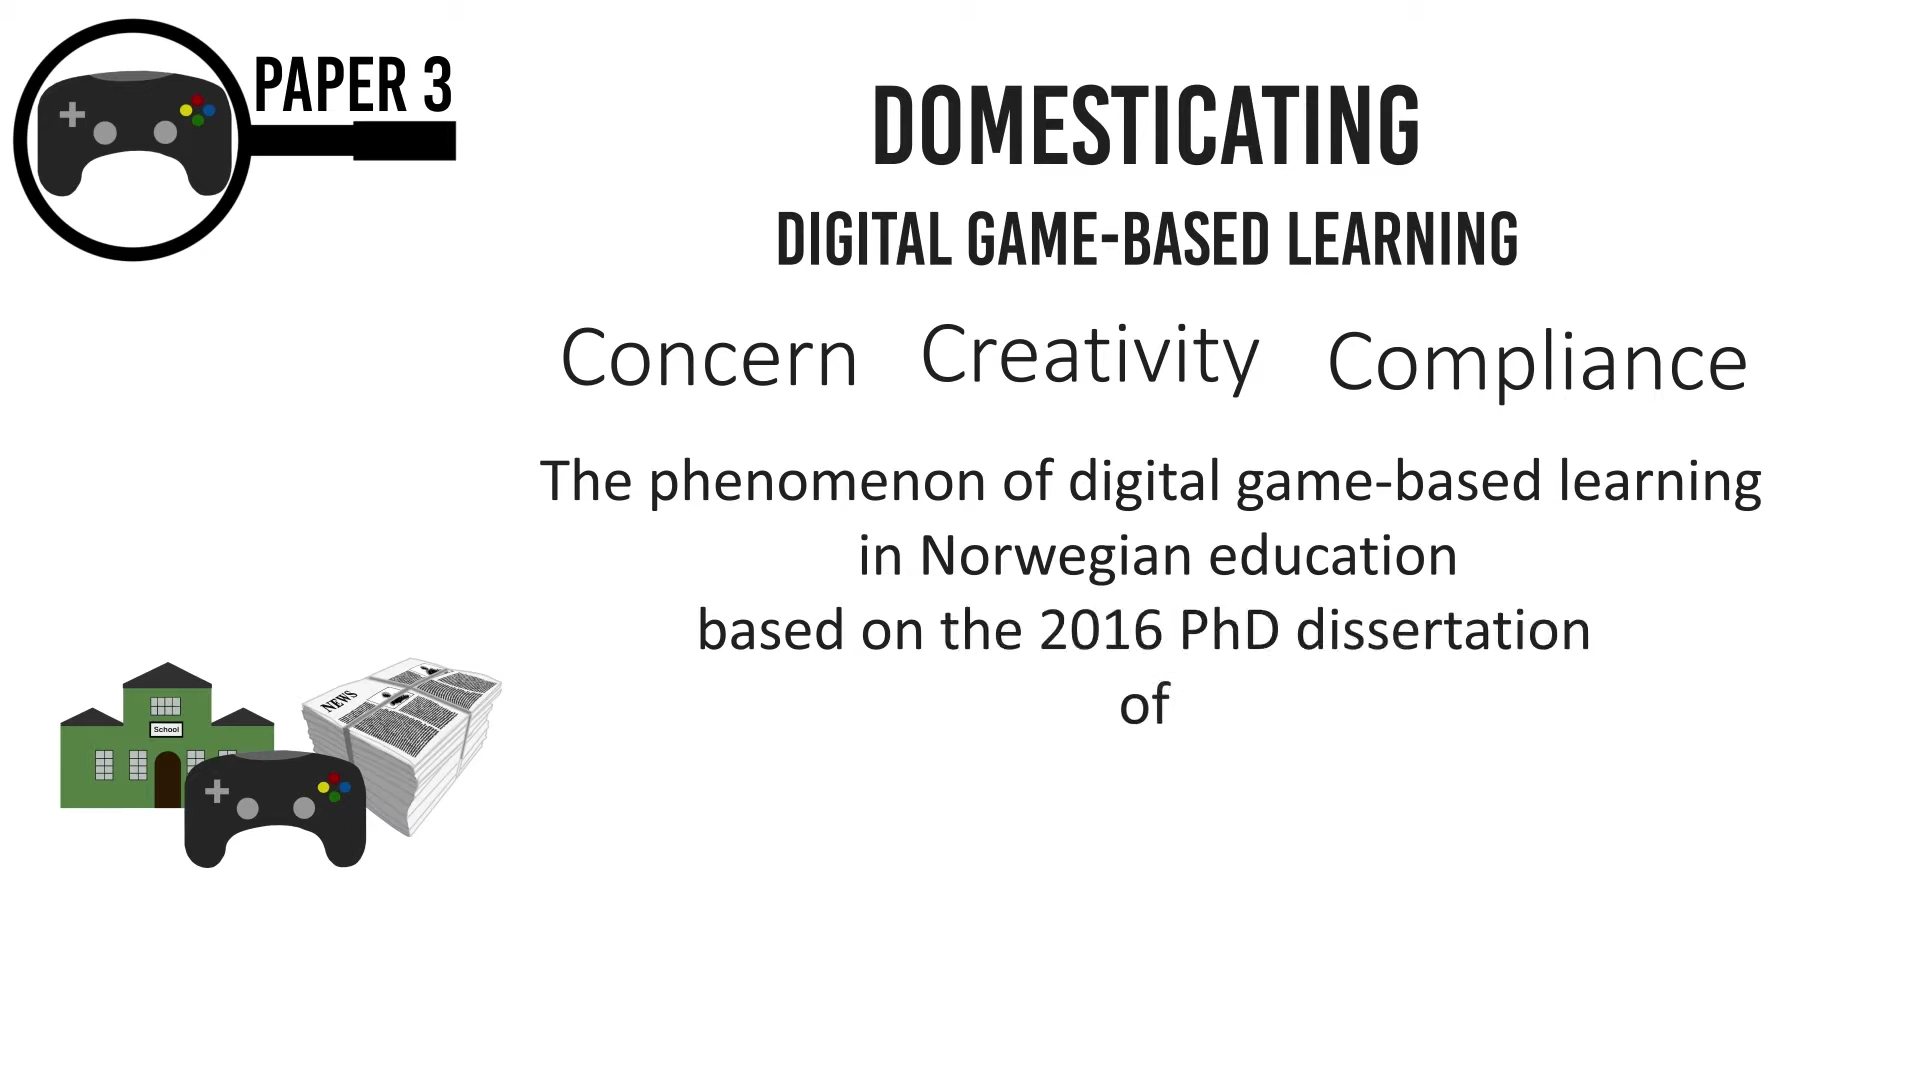 PAPER 3
DOMESTICATING
DIGITAL GAME-BASED LEARNING
Concern Creativity Compliance
The phenomenon of digital game-based learning
in Norwegian education
based on the 2016 PhD dissertation
of
School
NEWS